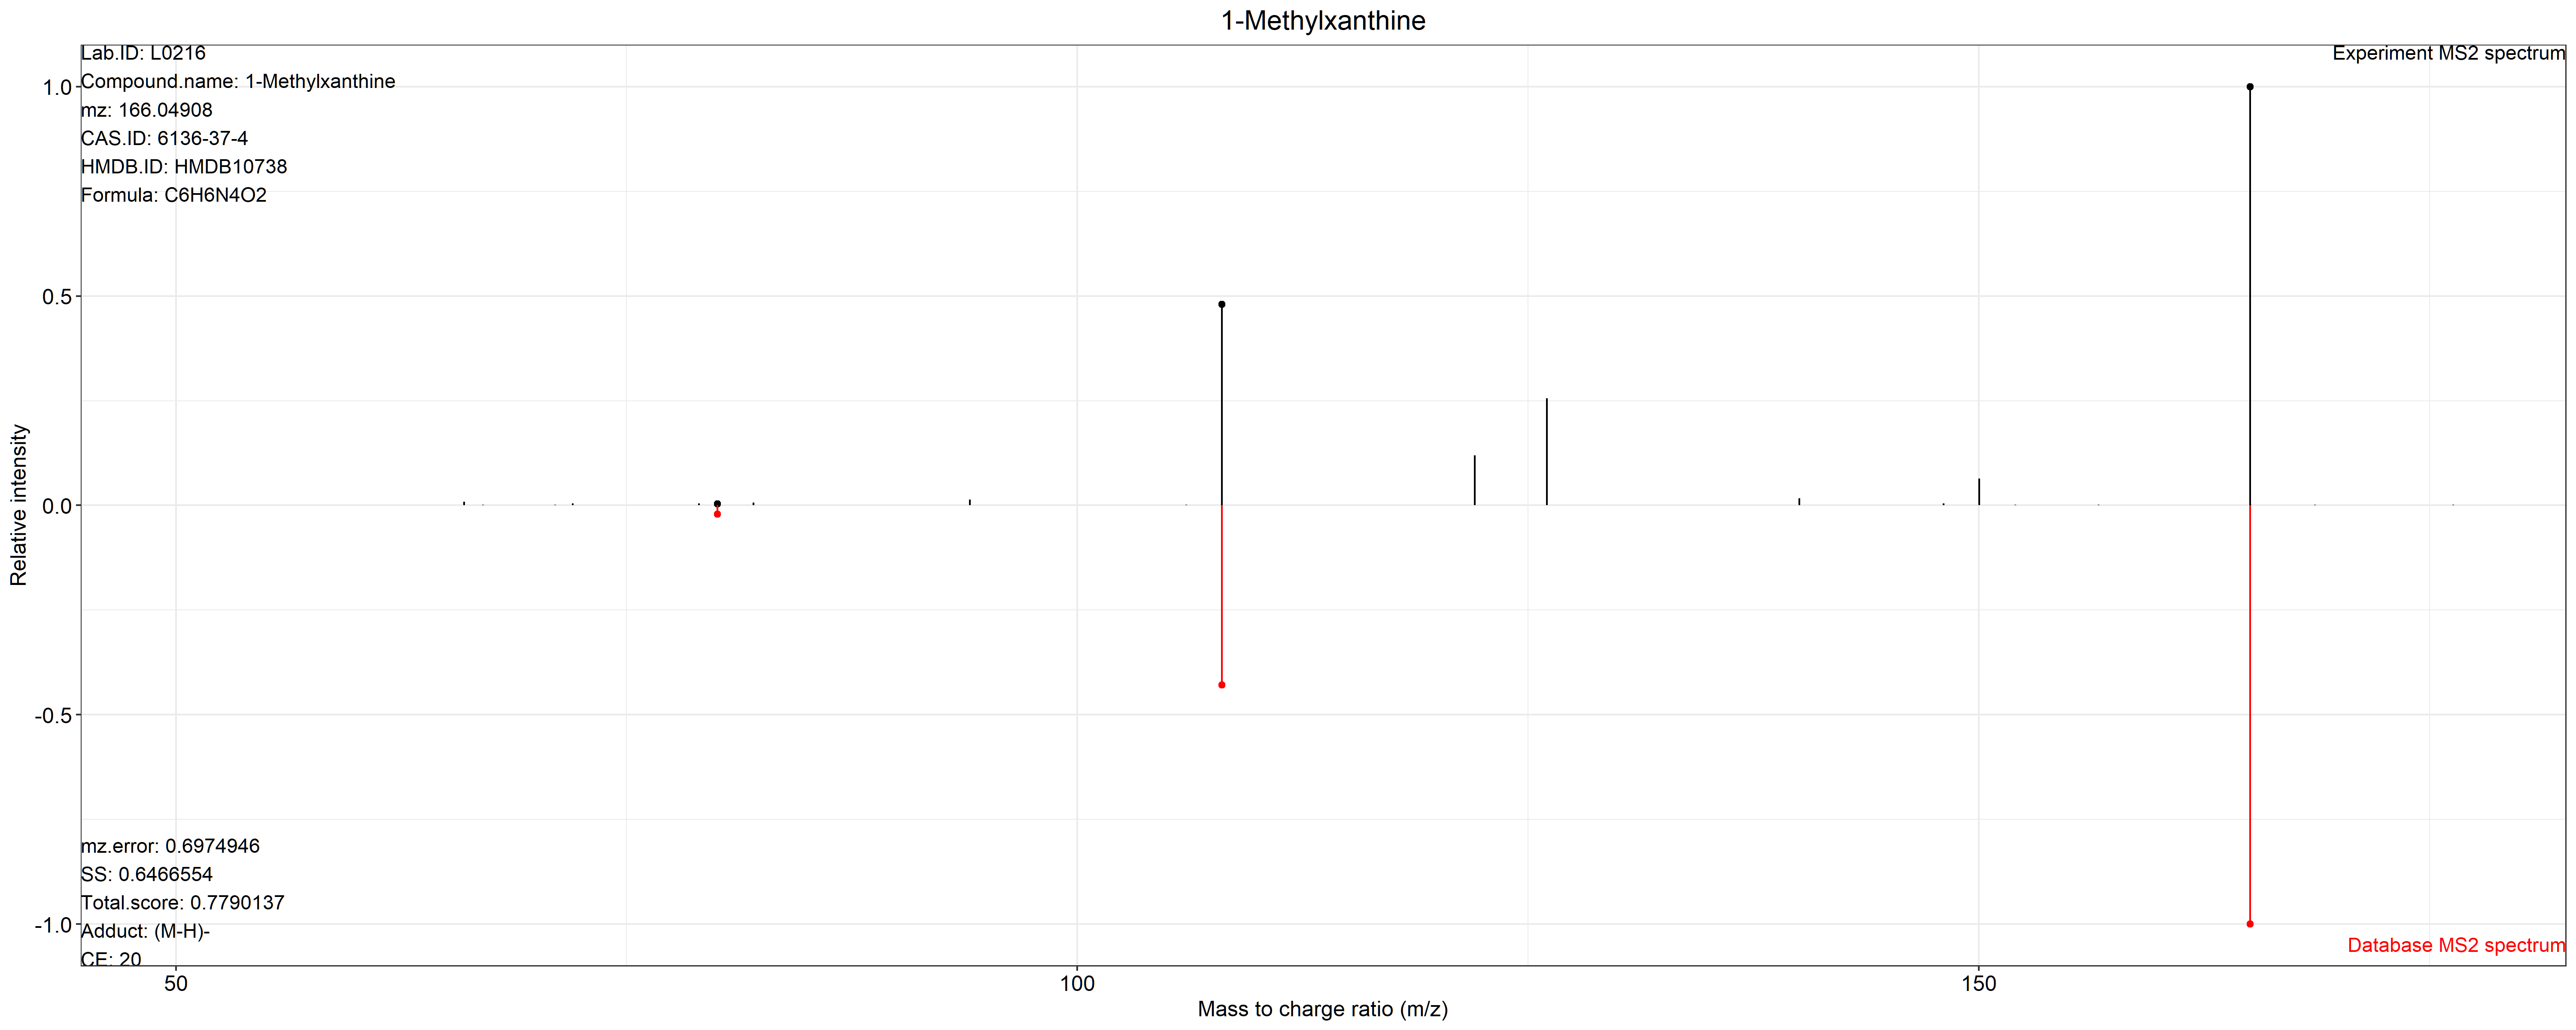 1-Methylxanthine
Lab.ID: L0216
Compound.name: 1-Methylxanthine
mz: 166.04908
CAS.ID: 6136-37-4
HMDB.ID: HMDB10738
Formula: C6H6N4O2
Experiment MS2 spectrum
1.0
0.5
0.0
-0.5
-1.0
Relative intensity
mz.error: 0.6974946
SS: 0.6466554
Total.score: 0.7790137
Adduct: (M-H)-
CE: 20
Database MS2 spectrum
50
100
150
Mass to charge ratio (m/z)